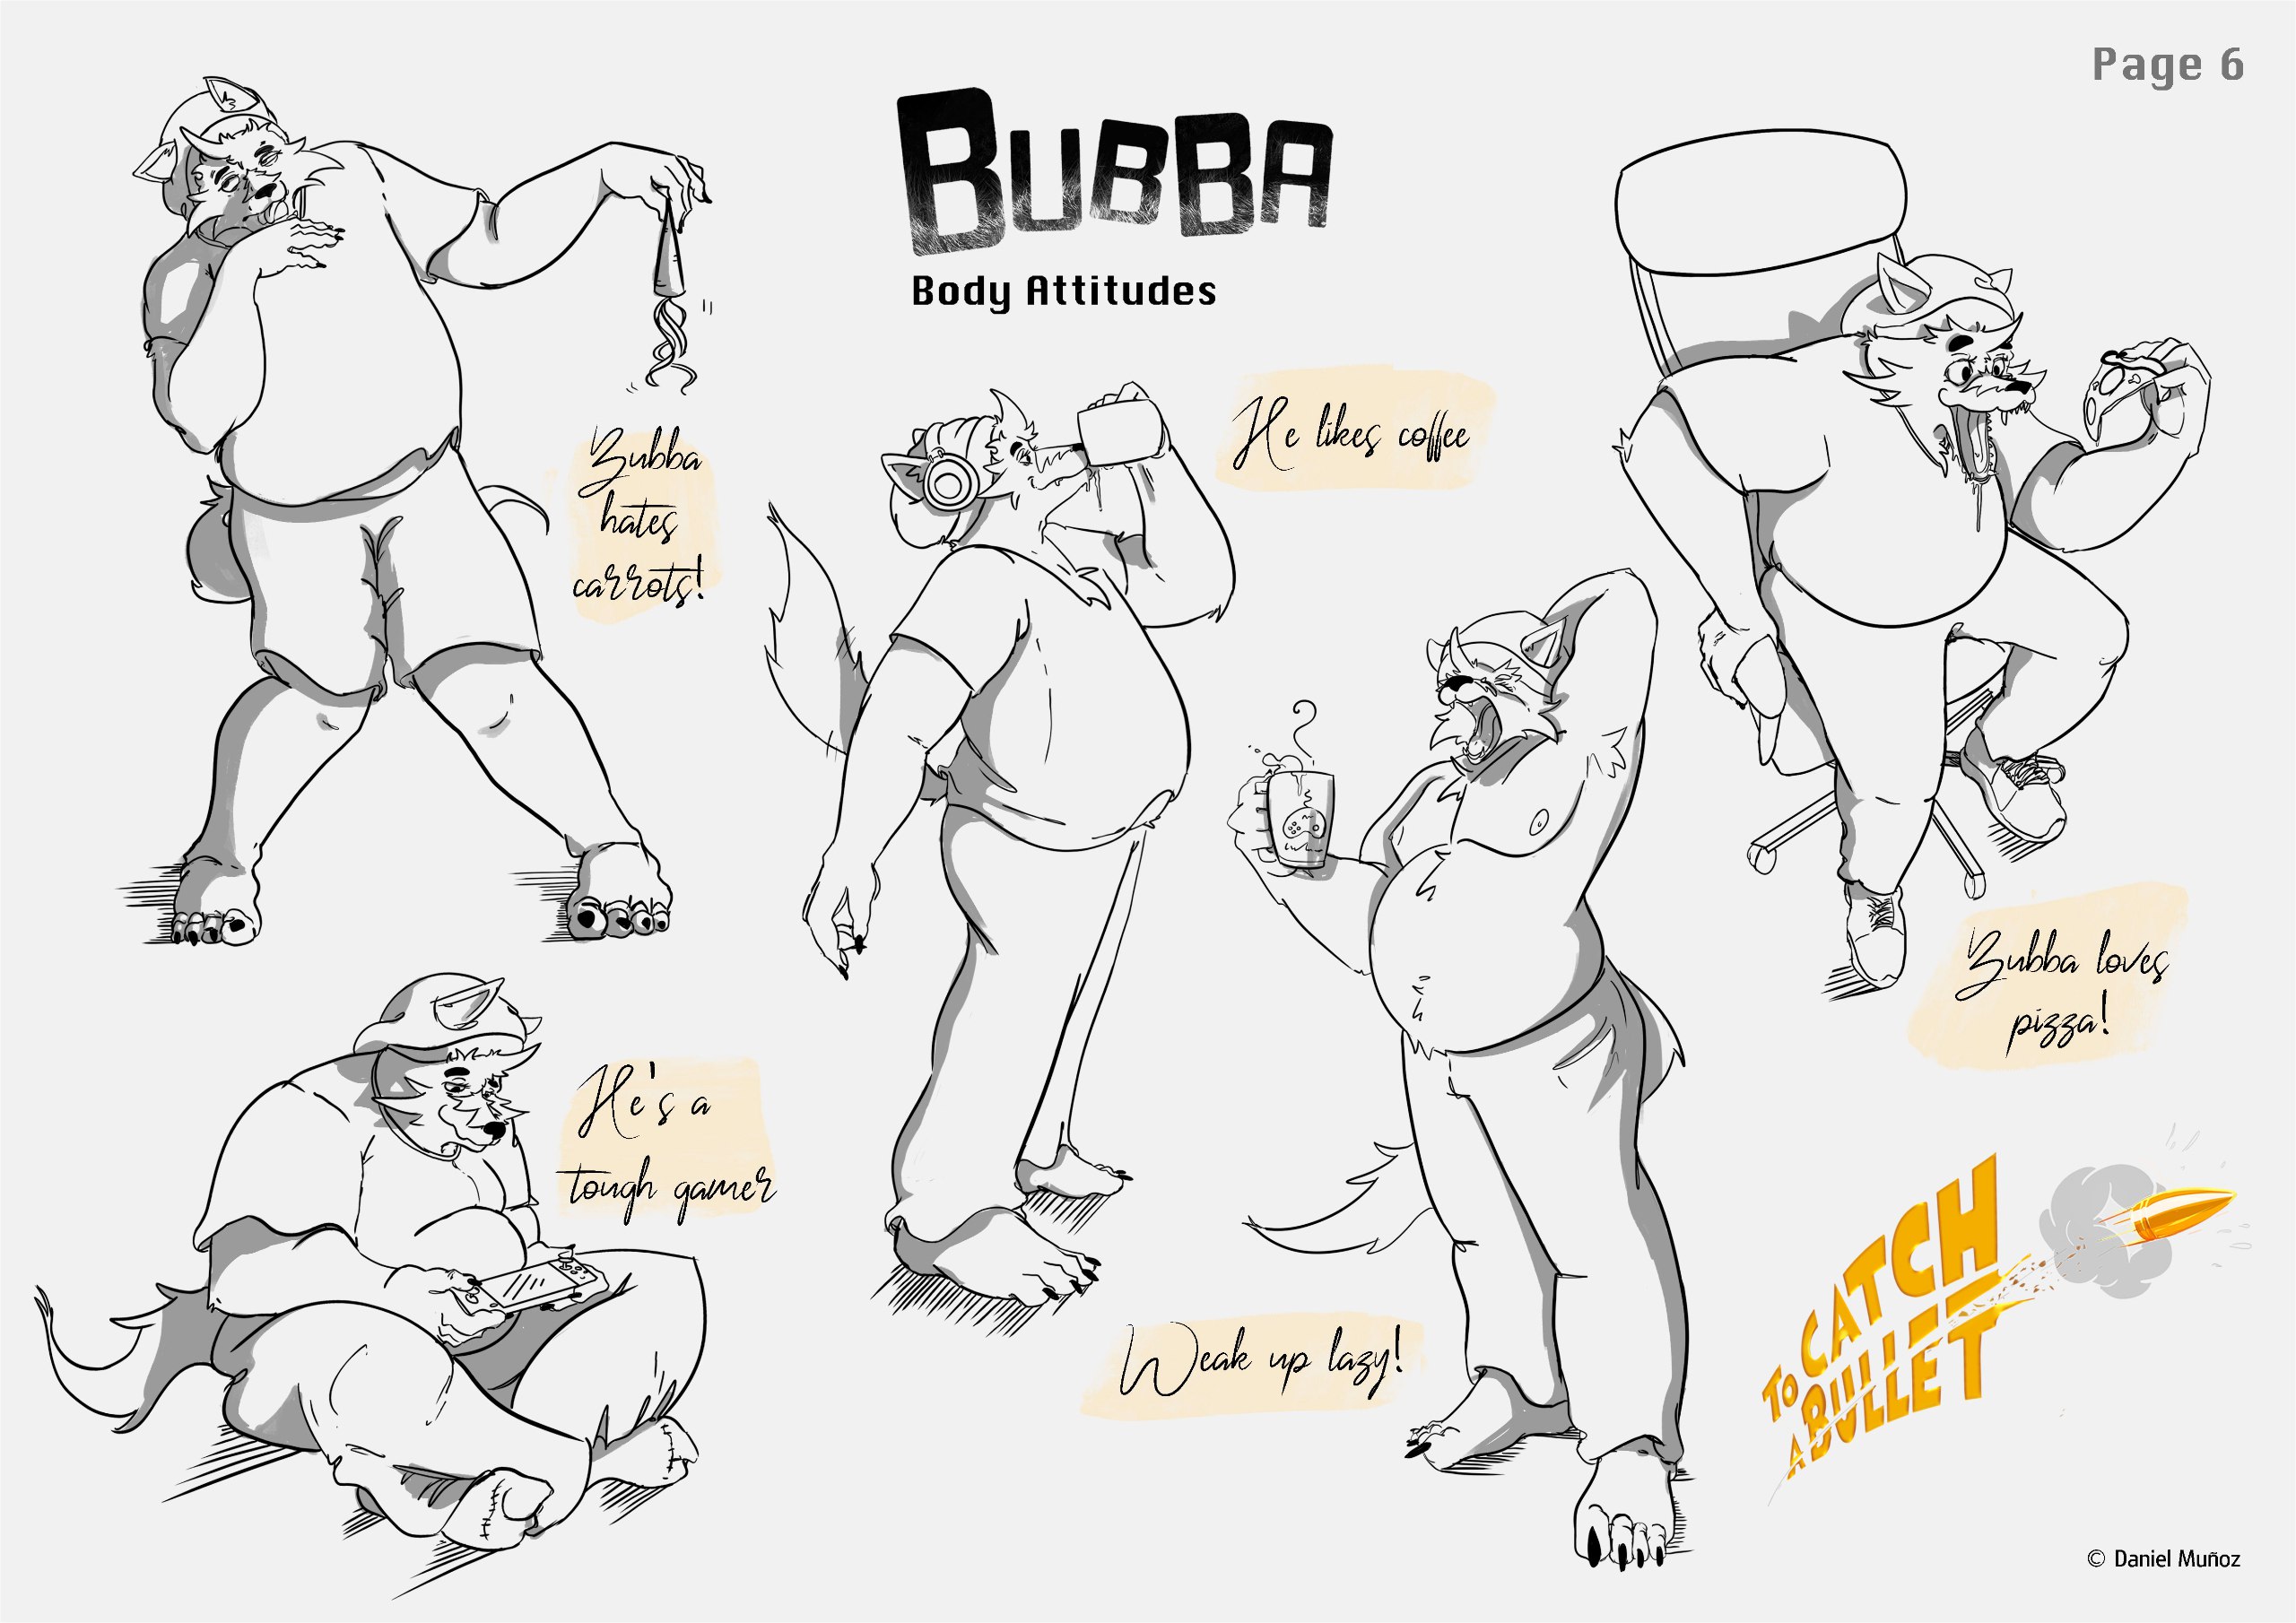 Page 6
BUBBA
Body Attitudes
Bubba
hates
carrots!
He likes coffee
Bubba loves
pizza!
He's a
tough gamer
Weak up lazy!
TO CATCH
A BULLET
© Daniel Muñoz